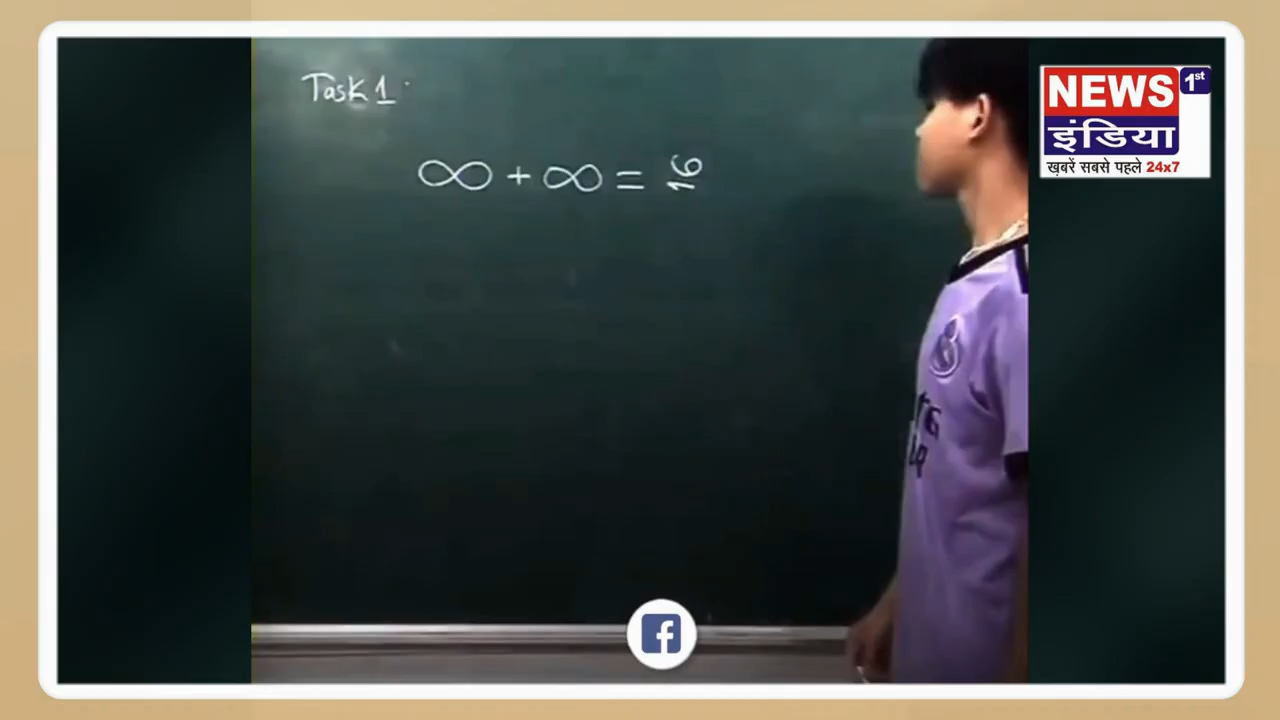 Task 1.
∞ + ∞ = 16
NEWS 1st
इंडिया
ख़बरें सबसे पहले 24x7